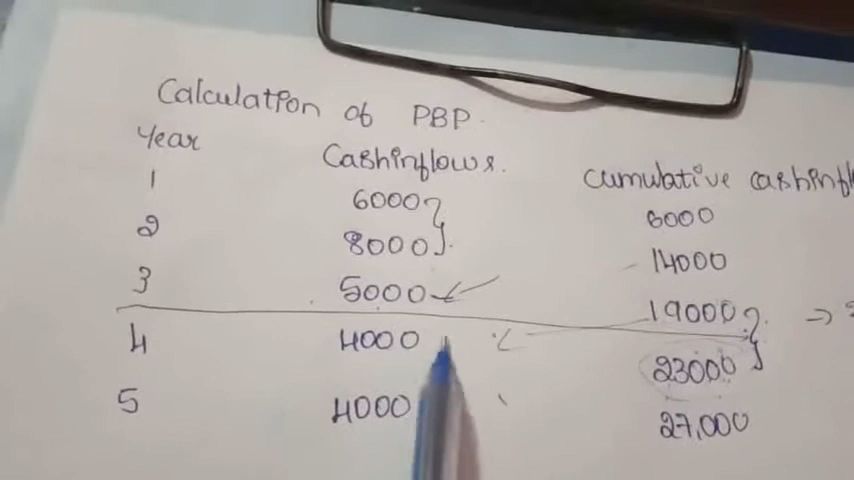 Calculation of PBP.
Year Cashinflows. cumulative cashinfl
1 6000 6000
2 8000 14000
3 5000 19000 =>
4 4000 23000
5 4000 27,000